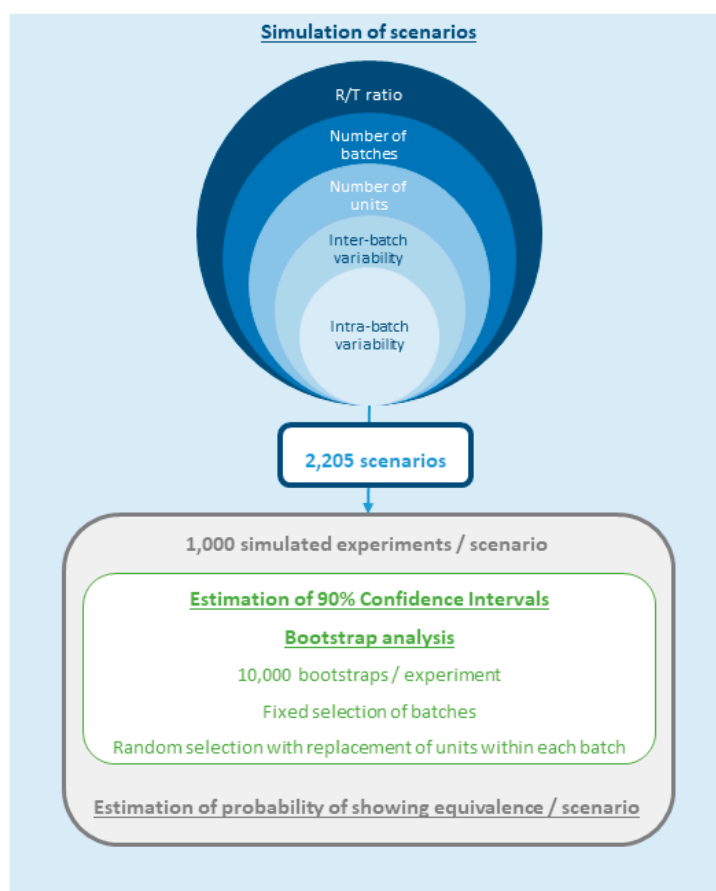 Simulation of scenarios
R/T ratio
Number of
batches
Number of
units
Inter-batch
variability
Intra-batch
variability
2,205 scenarios
1,000 simulated experiments / scenario
Estimation of 90% Confidence Intervals
Bootstrap analysis
10,000 bootstraps / experiment
Fixed selection of batches
Random selection with replacement of units within each batch
Estimation of probability of showing equivalence / scenario